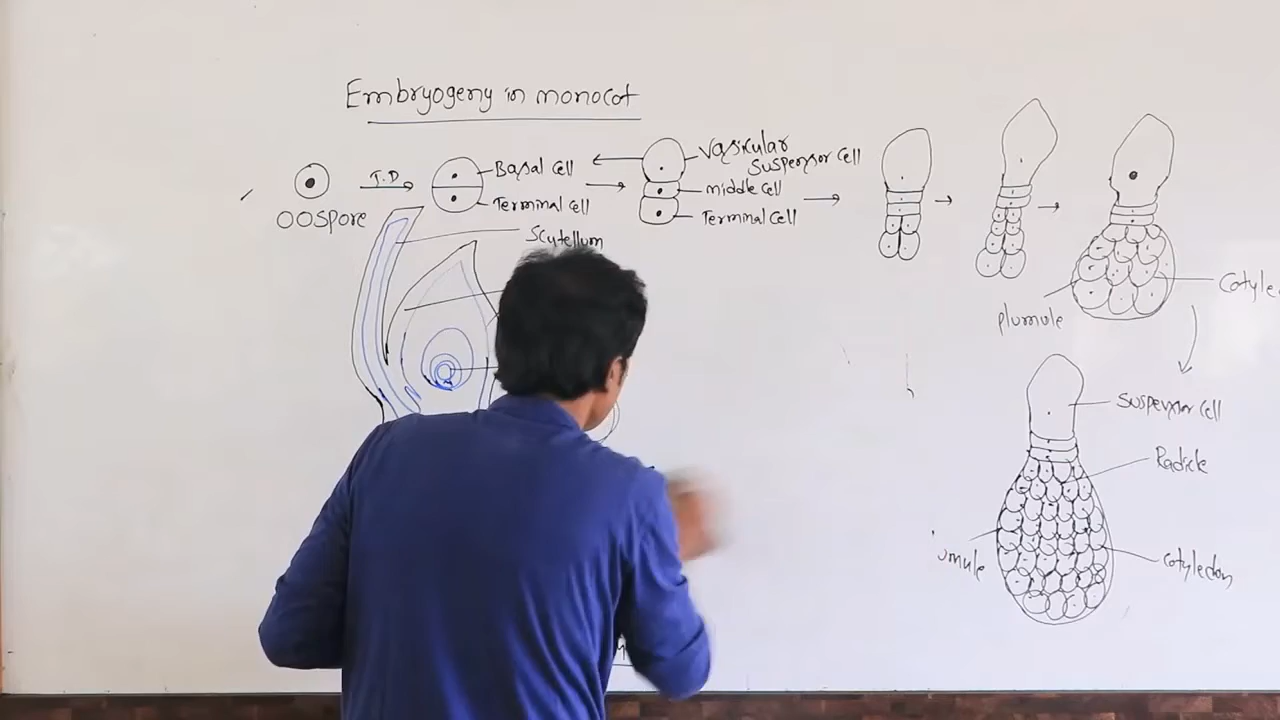 Embryogeny in monocot
T.D
OOSpore
Basal Cell
Terminal Cell
Vasicular
Suspensor Cell
middle Cell
Terminal Cell
Scutellum
plumule
Suspensor Cell
Radicle
Cotyledon